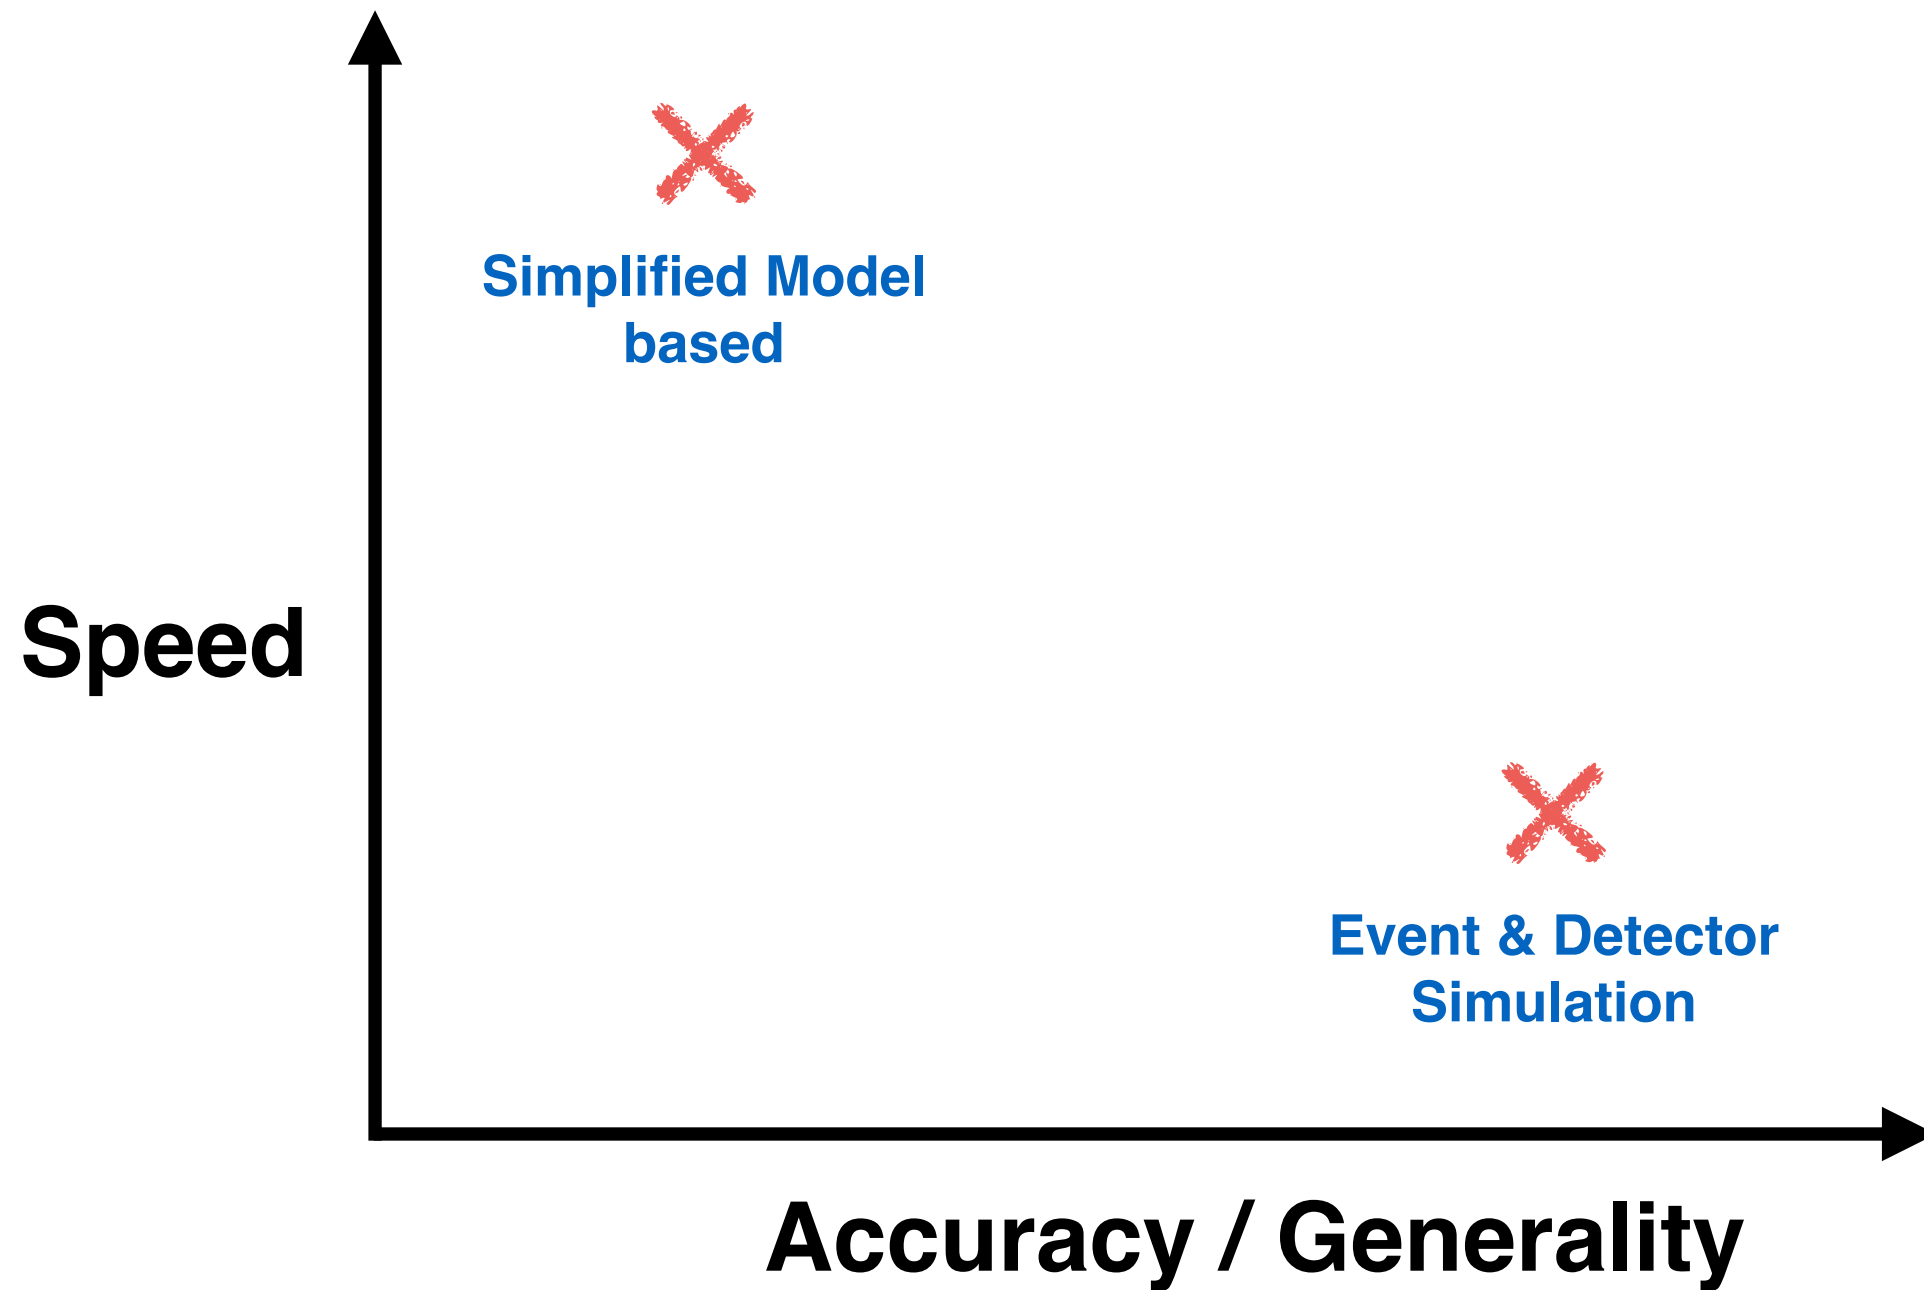 Simplified Model
based
Speed
Event & Detector
Simulation
Accuracy / Generality